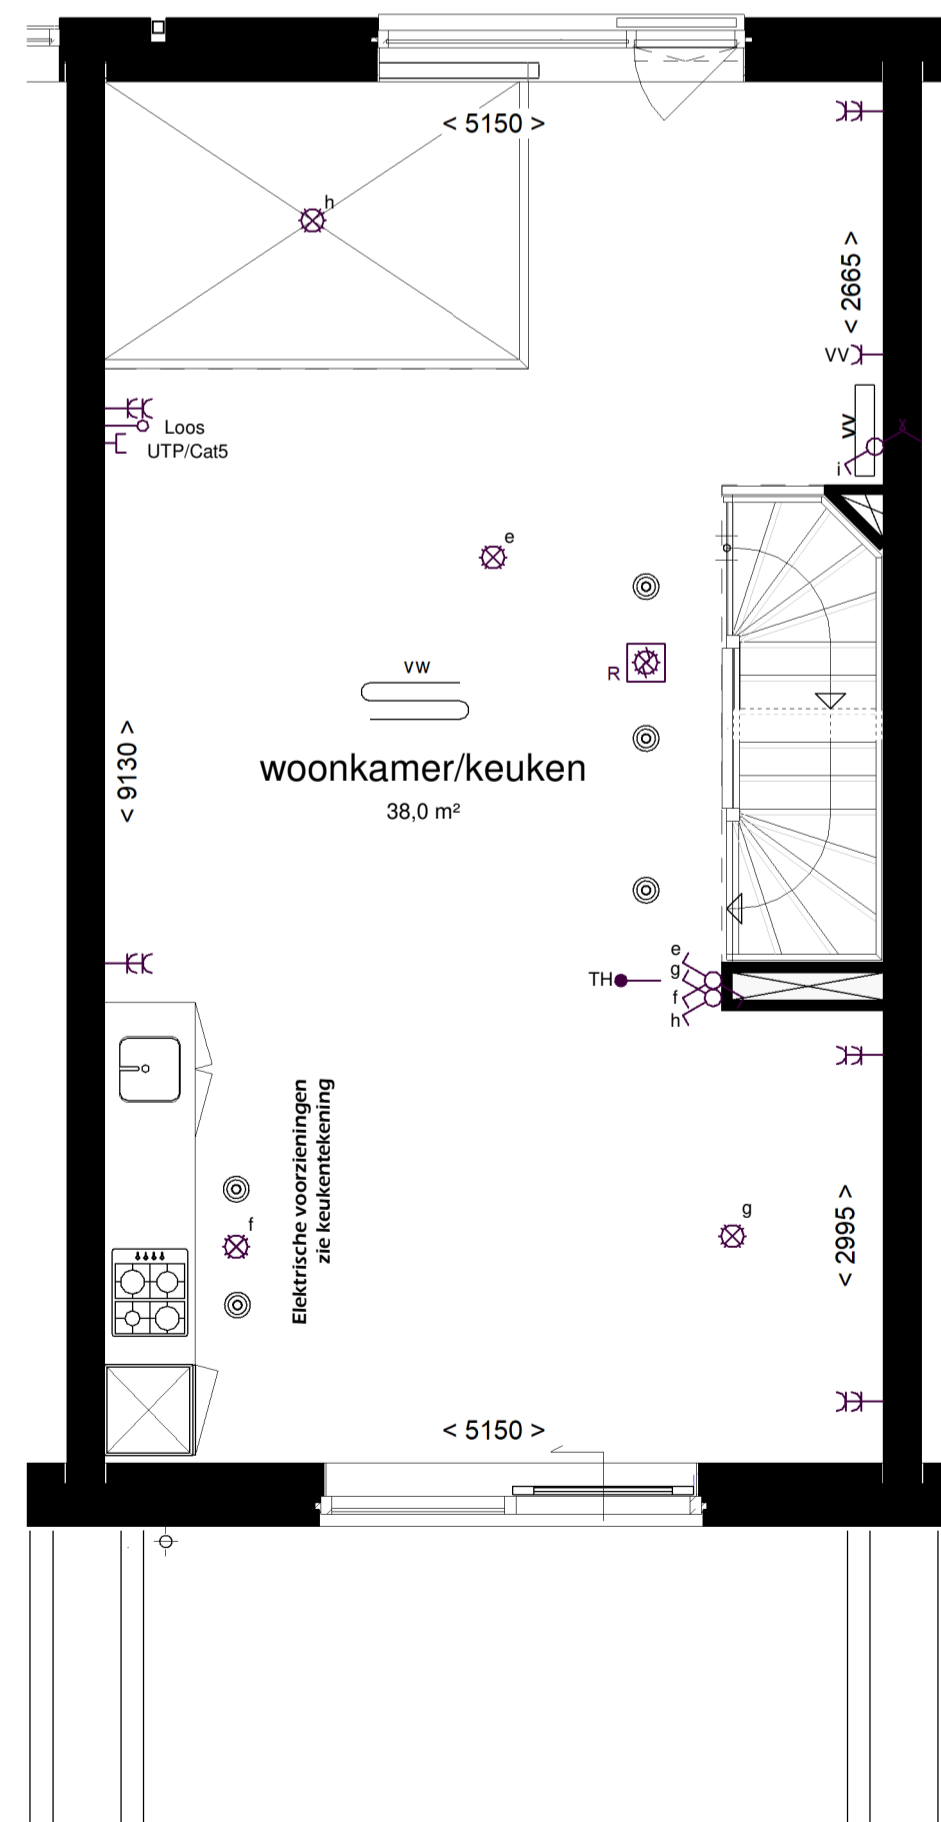 < 5150 >
h
< 2665 >
VV
Loos
UTP/Cat5
VV
i
e
R
vw
woonkamer/keuken
38,0 m²
< 9130 >
e
g
TH
f
h
Elektrische voorzieningen
zie keukentekening
f
g
< 2995 >
< 5150 >